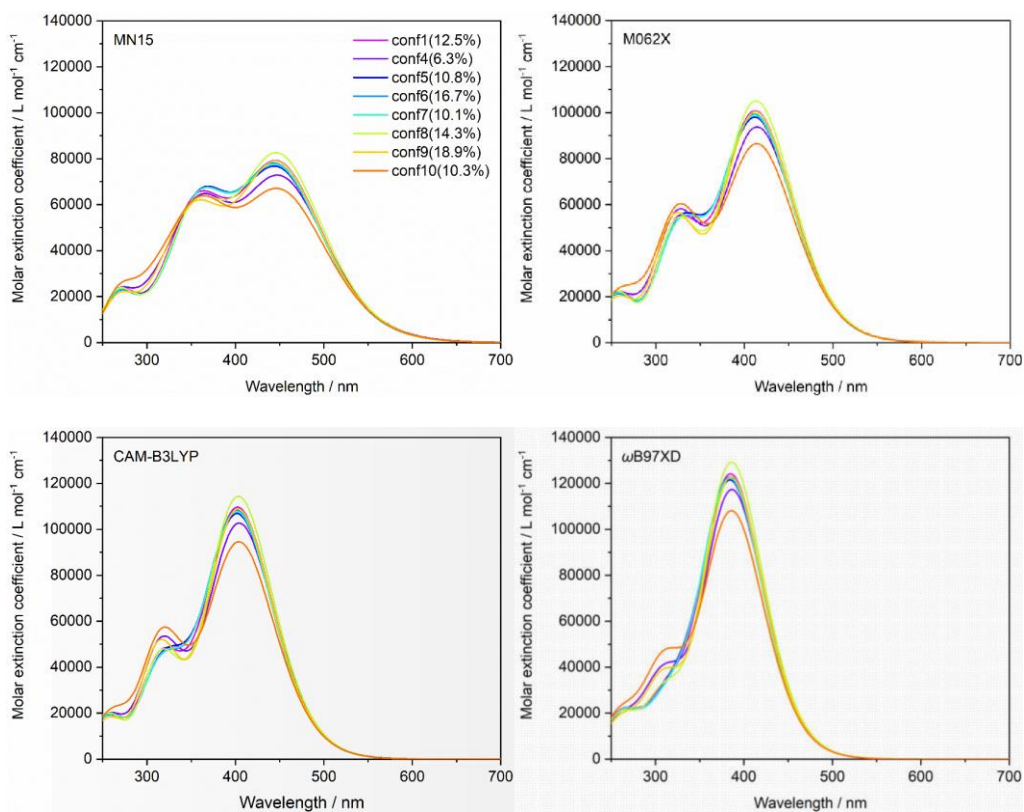 MN15
conf1(12.5%)
conf4(6.3%)
conf5(10.8%)
conf6(16.7%)
conf7(10.1%)
conf8(14.3%)
conf9(18.9%)
conf10(10.3%)
140000
120000
100000
80000
60000
40000
20000
0
300 400 500 600 700
Molar extinction coefficient / L mol⁻¹ cm⁻¹
Wavelength / nm
M062X
140000
120000
100000
80000
60000
40000
20000
0
300 400 500 600 700
Molar extinction coefficient / L mol⁻¹ cm⁻¹
Wavelength / nm
CAM-B3LYP
140000
120000
100000
80000
60000
40000
20000
0
300 400 500 600 700
Molar extinction coefficient / L mol⁻¹ cm⁻¹
Wavelength / nm
ωB97XD
140000
120000
100000
80000
60000
40000
20000
0
300 400 500 600 700
Molar extinction coefficient / L mol⁻¹ cm⁻¹
Wavelength / nm